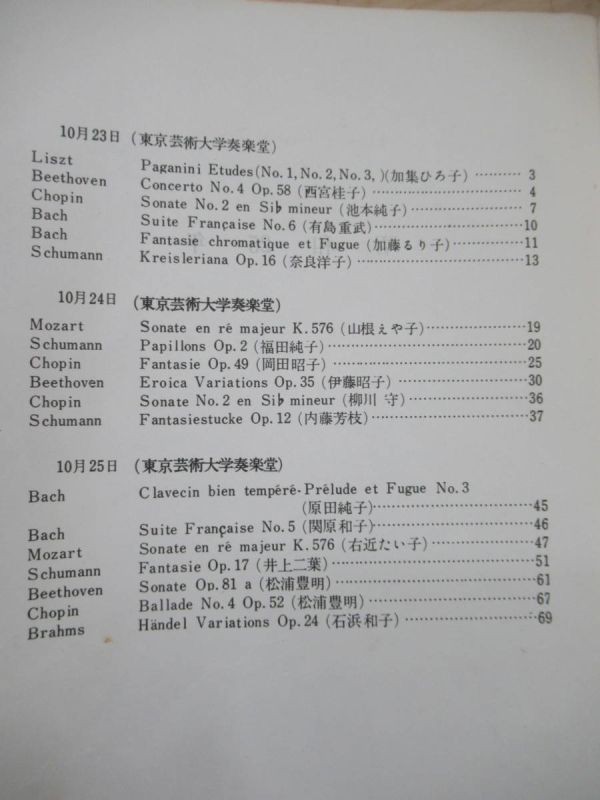 10月23日 (東京芸術大学奏楽堂)
Liszt Paganini Etudes(No.1, No.2, No.3, )(加集ひろ子) ………… 3
Beethoven Concerto No.4 Op.58 (西宮桂子) ………… 4
Chopin Sonate No.2 en Si♭ mineur (池本純子) ………… 7
Bach Suite Française No.6 (有島重武) ………… 10
Bach Fantasie chromatique et Fugue (加藤るり子) ………… 11
Schumann Kreisleriana Op.16 (奈良洋子) ………… 13
10月24日 (東京芸術大学奏楽堂)
Mozart Sonate en ré majeur K.576 (山根えや子) ………… 19
Schumann Papillons Op.2 (福田純子) ………… 20
Chopin Fantasie Op.49 (岡田昭子) ………… 25
Beethoven Eroica Variations Op.35 (伊藤昭子) ………… 30
Chopin Sonate No.2 en Si♭ mineur (柳川 守) ………… 36
Schumann Fantasiestucke Op.12 (内藤芳枝) ………… 37
10月25日 (東京芸術大学奏楽堂)
Bach Clavecin bien tempéré-Prélude et Fugue No.3
(原田純子) ………… 45
Bach Suite Française No.5 (関原和子) ………… 46
Mozart Sonate en ré majeur K.576 (右近たい子) ………… 47
Schumann Fantasie Op.17 (井上二葉) ………… 51
Beethoven Sonate Op.81 a (松浦豊明) ………… 61
Chopin Ballade No.4 Op.52 (松浦豊明) ………… 67
Brahms Händel Variations Op.24 (石浜和子) ………… 69